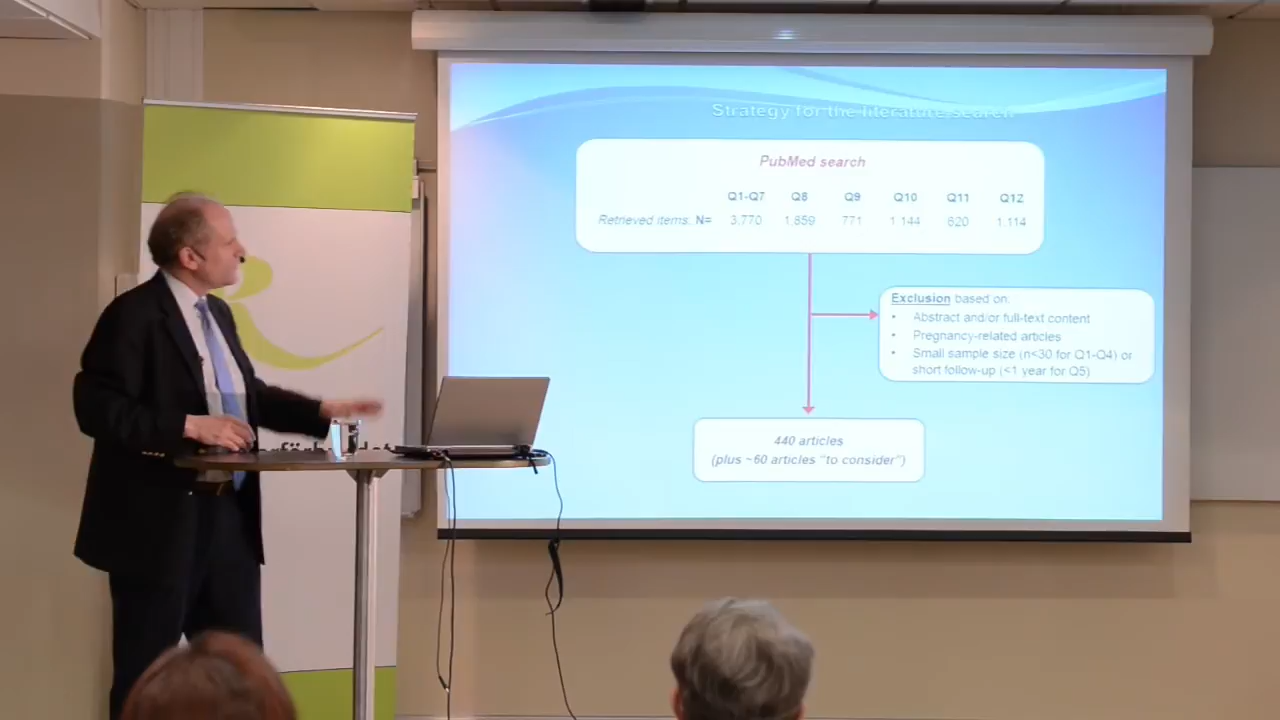 Strategy for the literature search
PubMed search
Q1-Q7 Q8 Q9 Q10 Q11 Q12
Retrieved items. N= 3.770 1.859 771 1.144 620 1.114
Exclusion based on:
• Abstract and/or full-text content
• Pregnancy-related articles
• Small sample size (n<30 for Q1-Q4) or
short follow-up (<1 year for Q5)
440 articles
(plus ~60 articles "to consider")